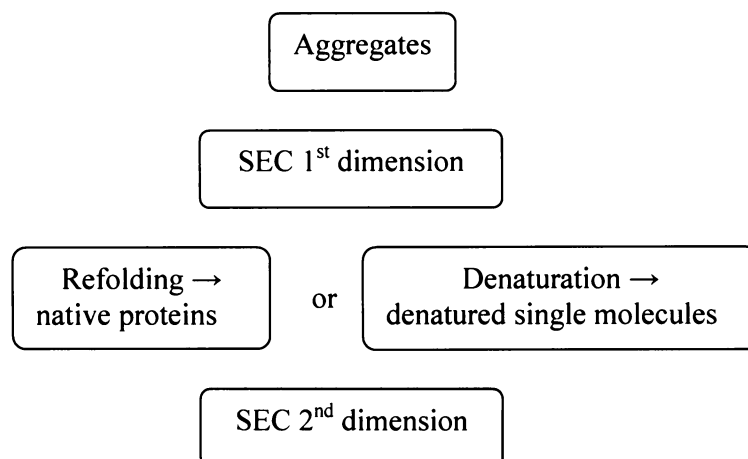 Aggregates
SEC 1st dimension
Refolding →
native proteins
or
Denaturation →
denatured single molecules
SEC 2nd dimension